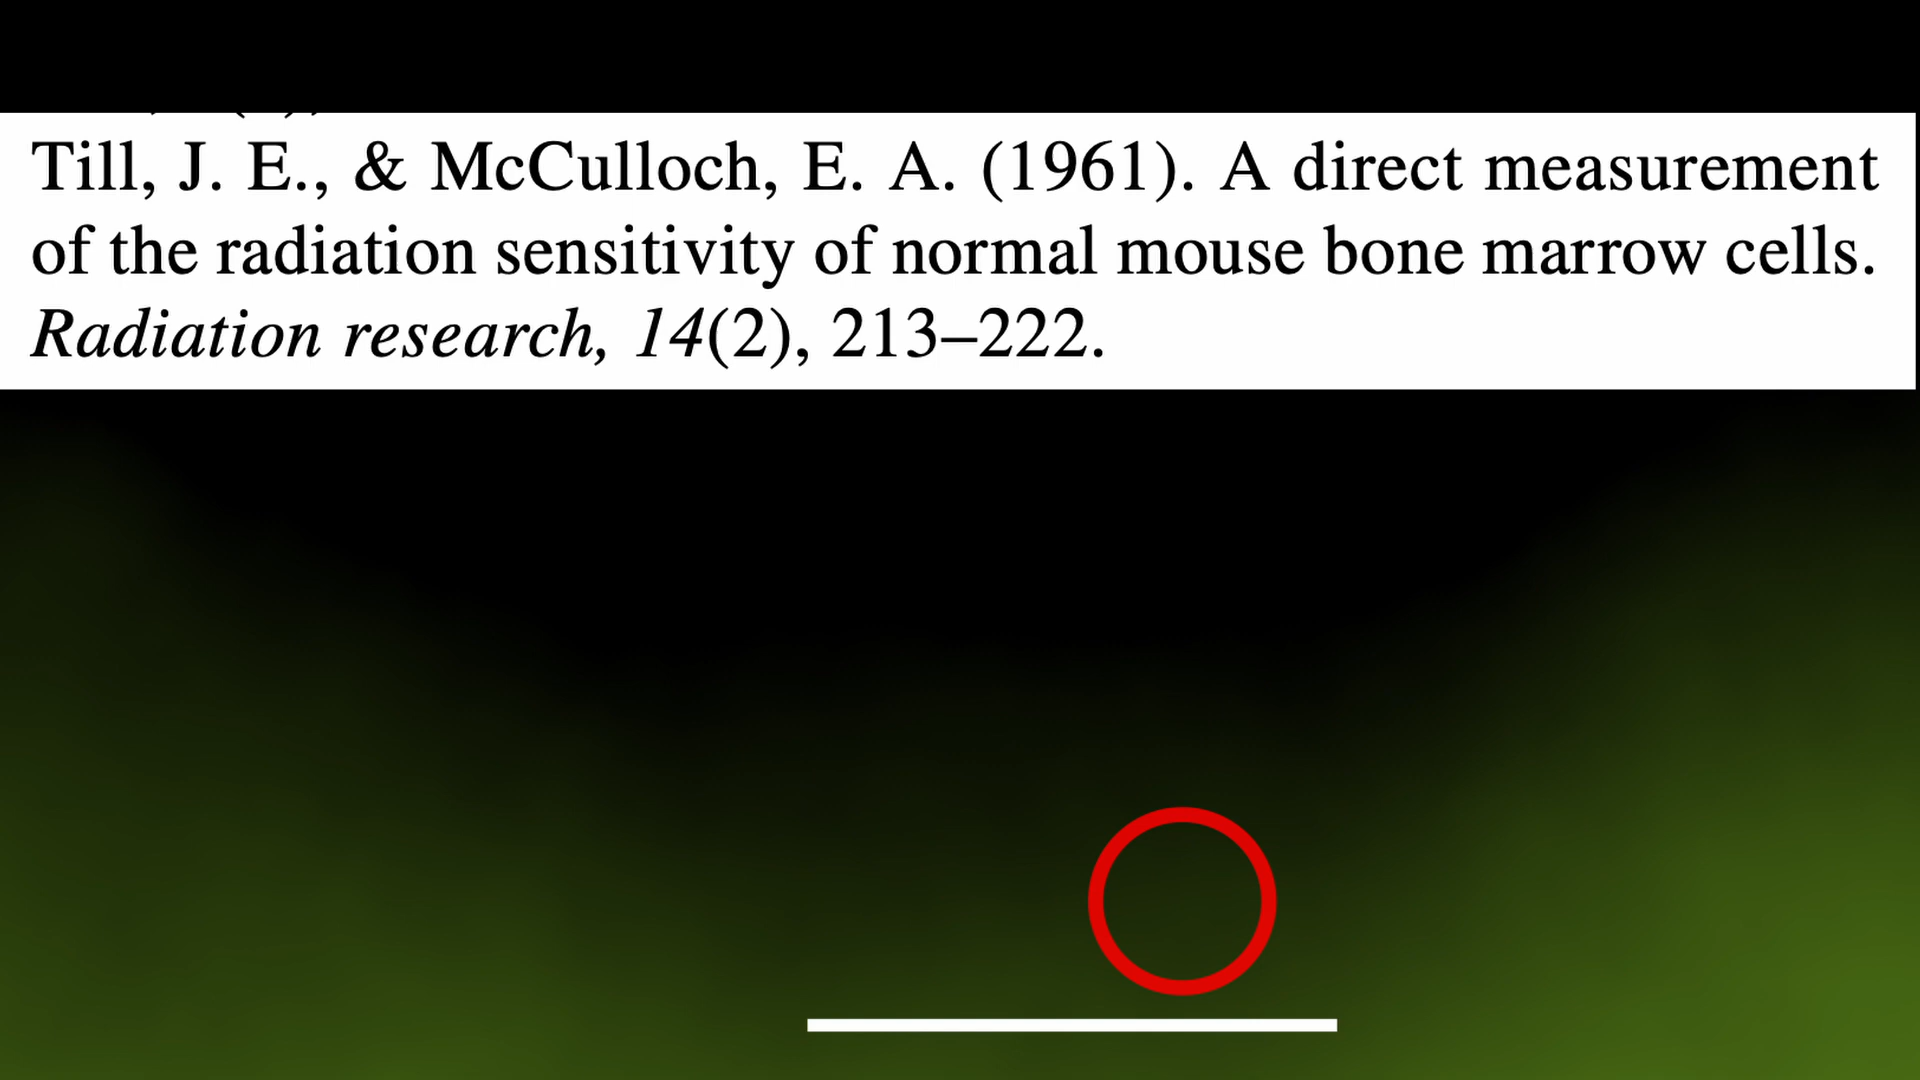 Till, J. E., & McCulloch, E. A. (1961). A direct measurement
of the radiation sensitivity of normal mouse bone marrow cells.
Radiation research, 14(2), 213–222.